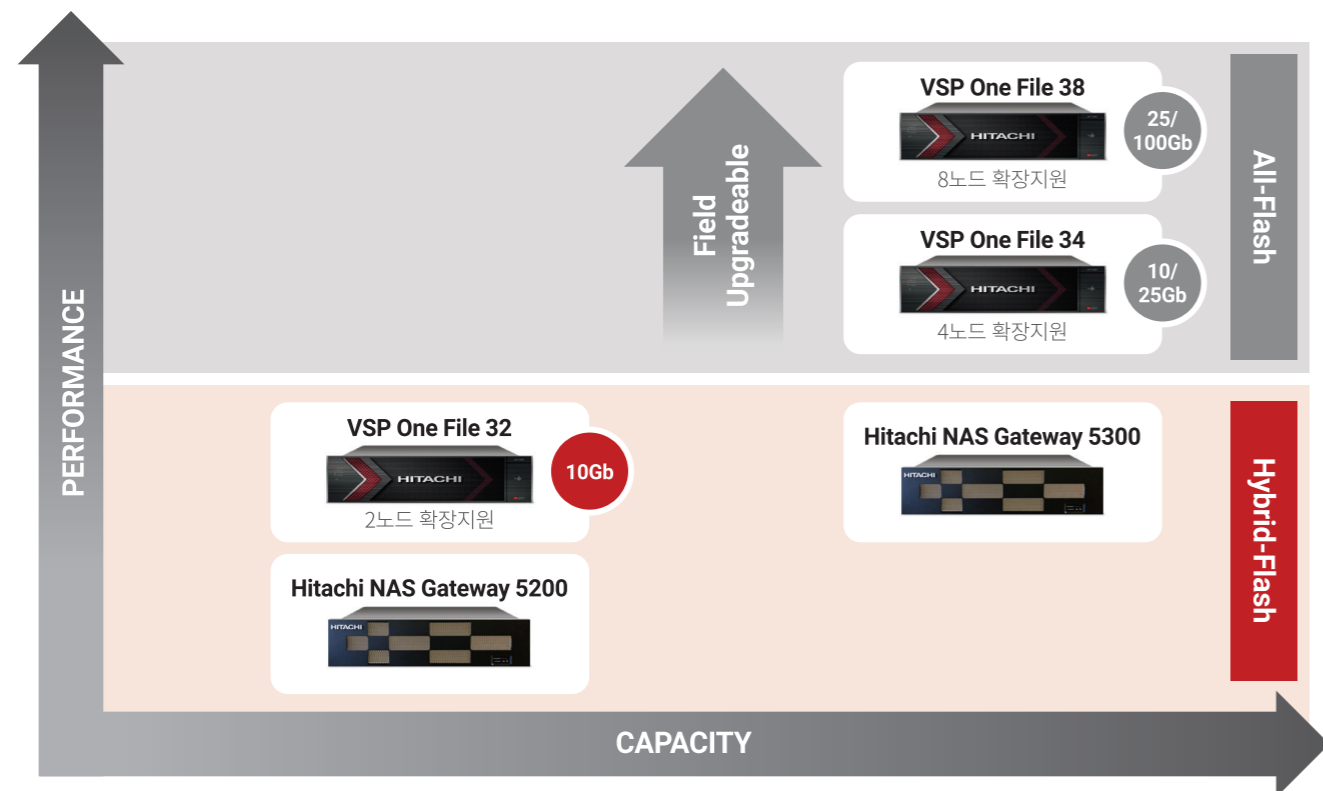 PERFORMANCE
Field
Upgradeable
VSP One File 38
HITACHI
25/
100Gb
8노드 확장지원
VSP One File 34
HITACHI
10/
25Gb
4노드 확장지원
All-Flash
VSP One File 32
HITACHI
10Gb
2노드 확장지원
Hitachi NAS Gateway 5300
HITACHI
Hitachi NAS Gateway 5200
HITACHI
Hybrid-Flash
CAPACITY